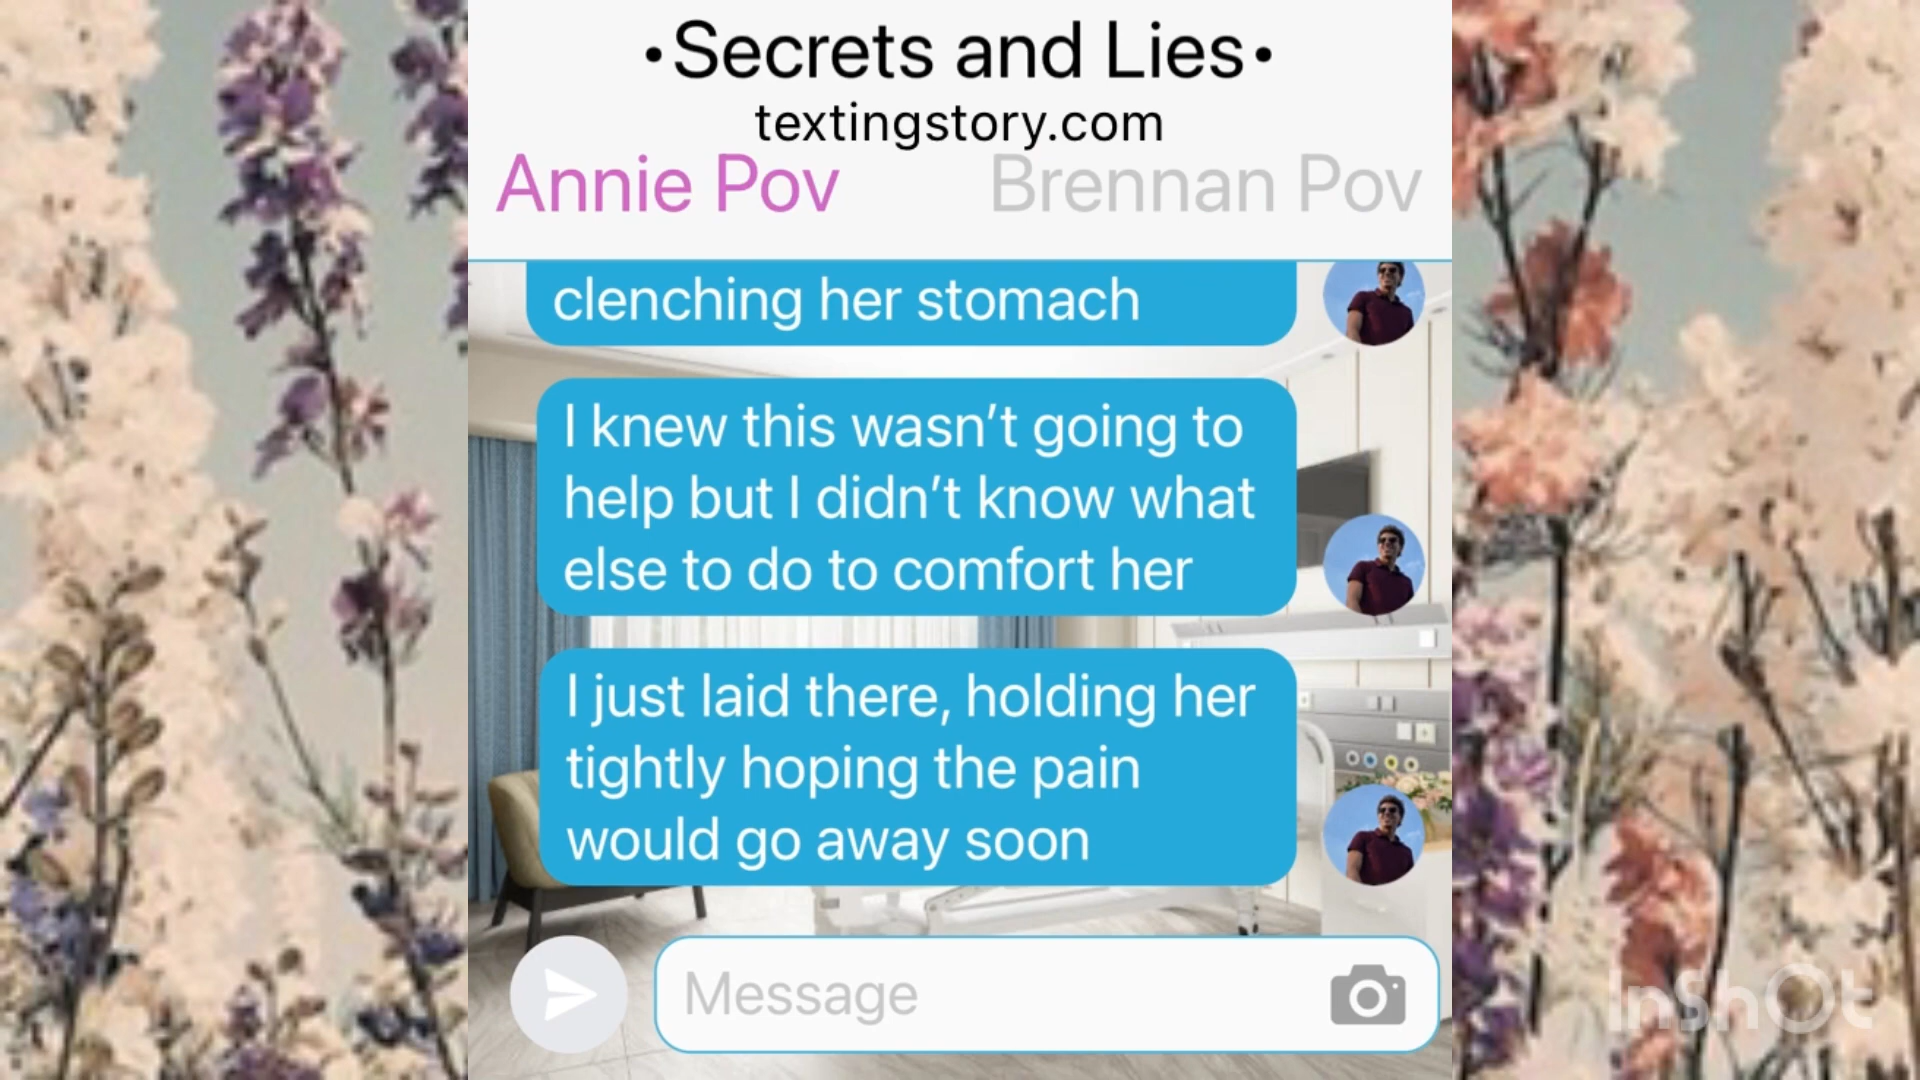 •Secrets and Lies•
textingstory.com
Annie Pov
Brennan Pov
clenching her stomach
I knew this wasn’t going to
help but I didn’t know what
else to do to comfort her
I just laid there, holding her
tightly hoping the pain
would go away soon
Message
InShOt